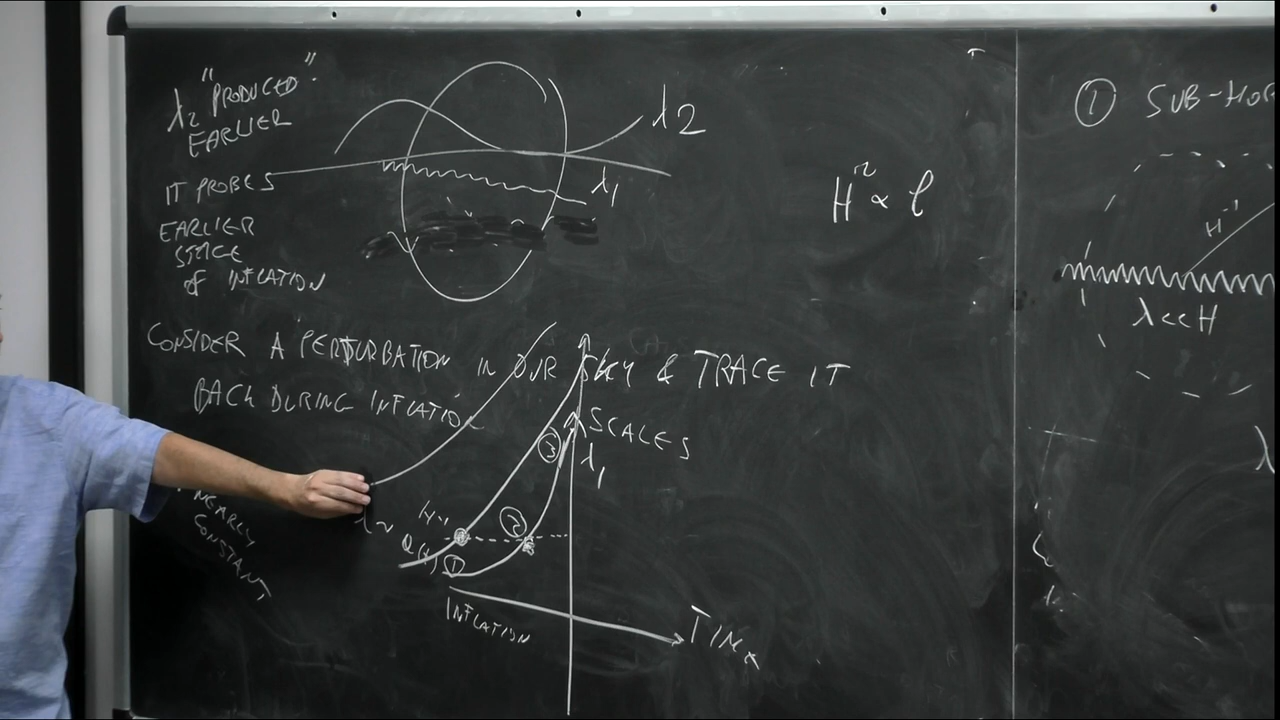 λ2 "PRODUCED"
EARLIER
IT PROBES
EARLIER
STAGE
of INFLATION
λ2
λ1
H² ∝ ρ
① SUB-HOR
H⁻¹
λ<<H
CONSIDER A PERTURBATION IN OUR SKY & TRACE IT
BACK DURING INFLATION
SCALES
λ1
③
②
①
H⁻¹
NEARLY
CONSTANT
INFLATION
TIME
λ